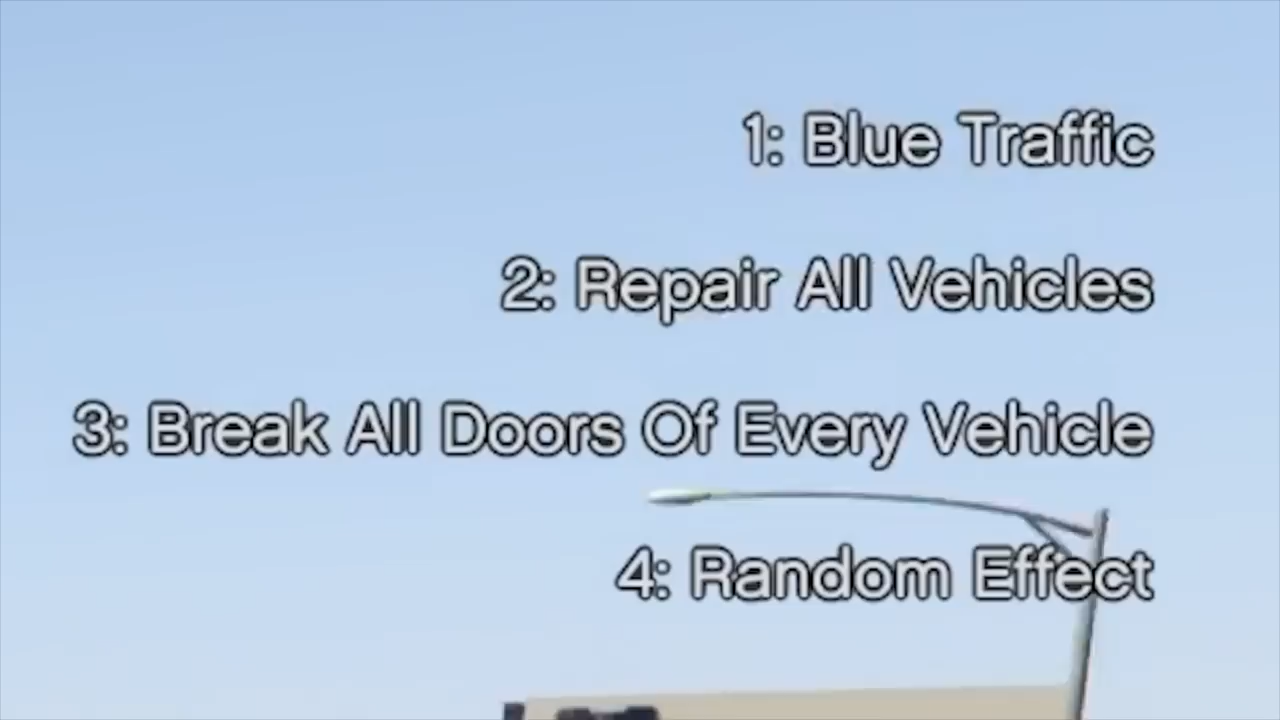 1: Blue Traffic
2: Repair All Vehicles
3: Break All Doors Of Every Vehicle
4: Random Effect